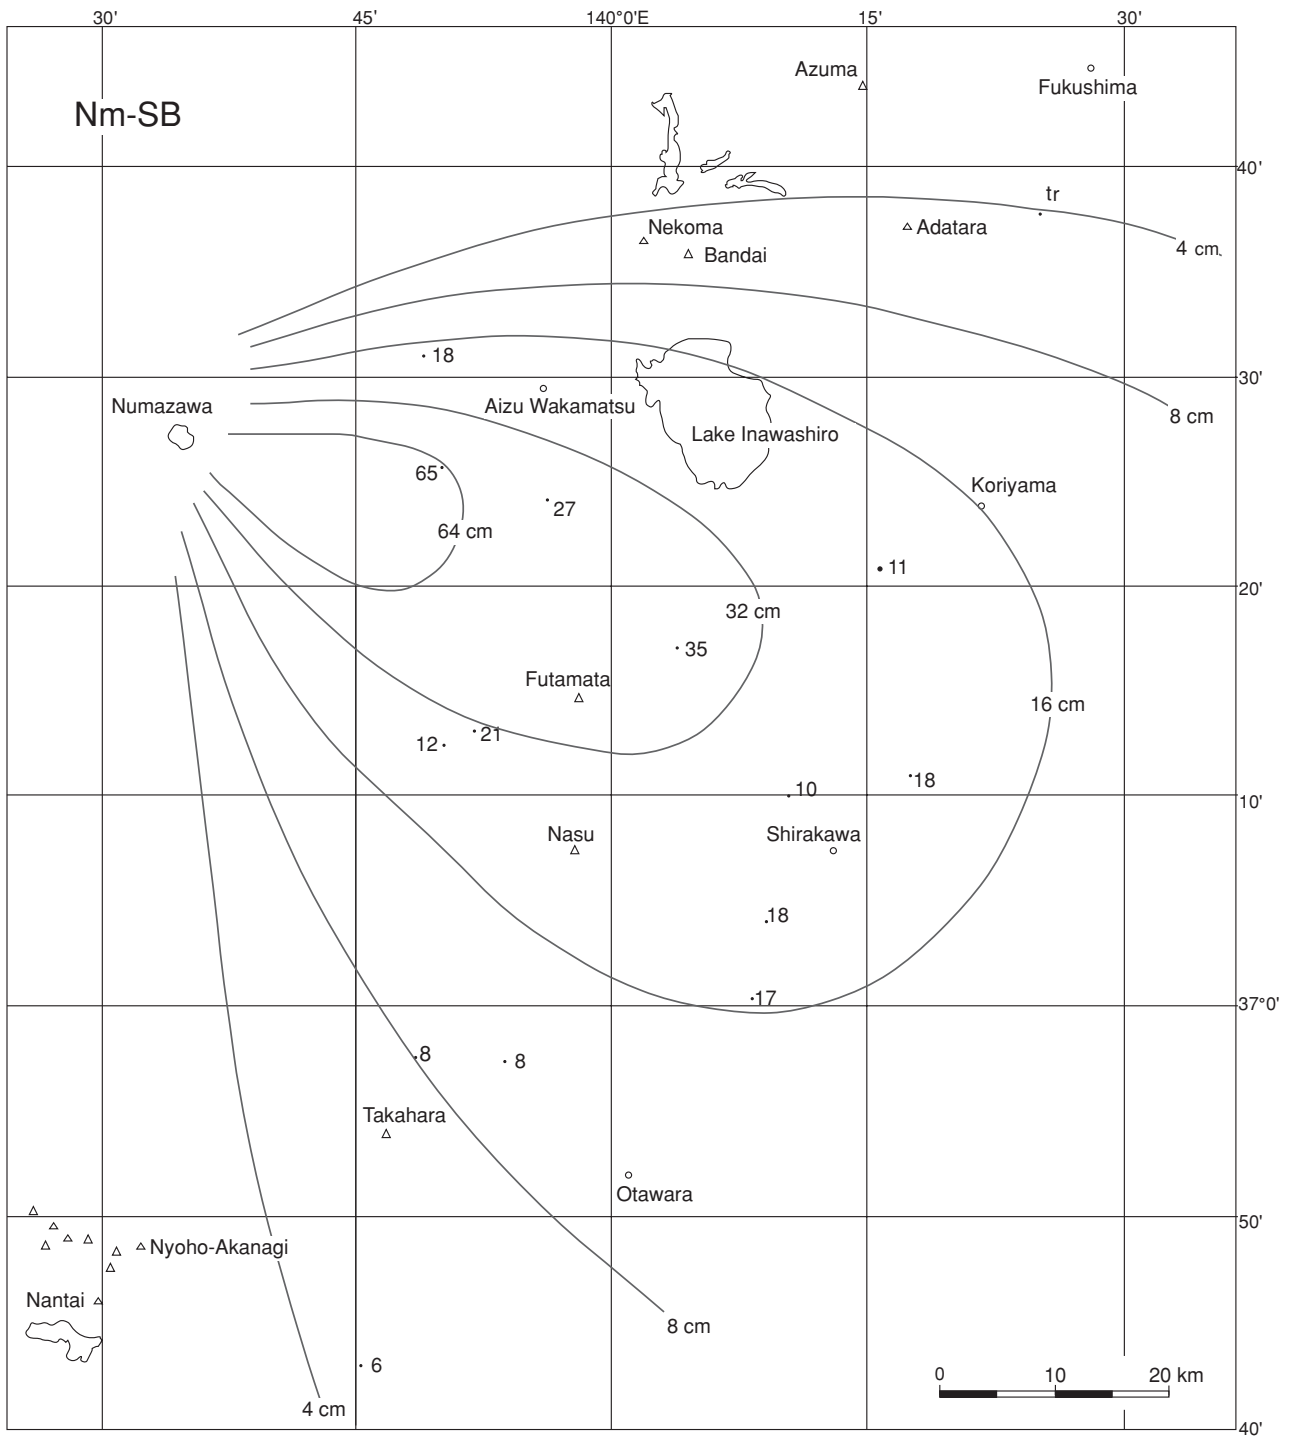 30' 45' 140°0'E 15' 30'
Azuma
Fukushima
Nm-SB
40'
tr
Nekoma
Adatara
Bandai
4 cm
18
30'
Numazawa
Aizu Wakamatsu
8 cm
Lake Inawashiro
65
Koriyama
27
64 cm
11
20'
32 cm
35
Futamata
16 cm
12
21
18
10
10'
Nasu
Shirakawa
18
17
37°0'
8
8
Takahara
Otawara
50'
Nyoho-Akanagi
Nantai
8 cm
6
0 10 20 km
4 cm
40'